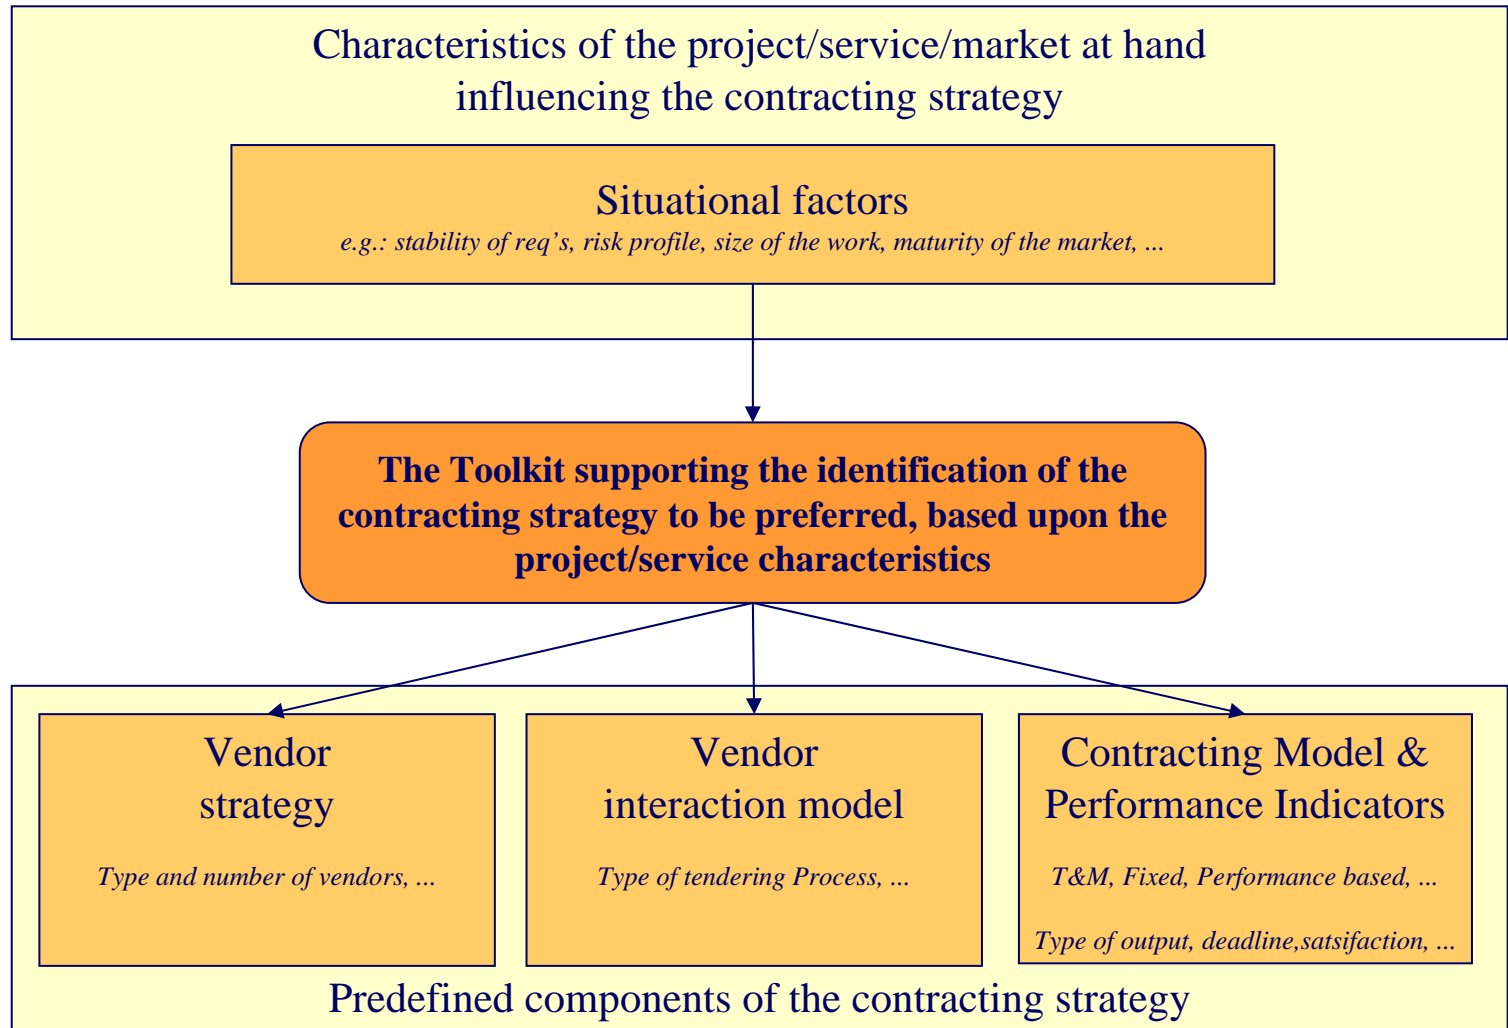 Characteristics of the project/service/market at hand
influencing the contracting strategy
Situational factors
e.g.: stability of req’s, risk profile, size of the work, maturity of the market, ...
The Toolkit supporting the identification of the
contracting strategy to be preferred, based upon the
project/service characteristics
Vendor
strategy
Type and number of vendors, ...
Vendor
interaction model
Type of tendering Process, ...
Contracting Model &
Performance Indicators
T&M, Fixed, Performance based, ...
Type of output, deadline,satsifaction, ...
Predefined components of the contracting strategy